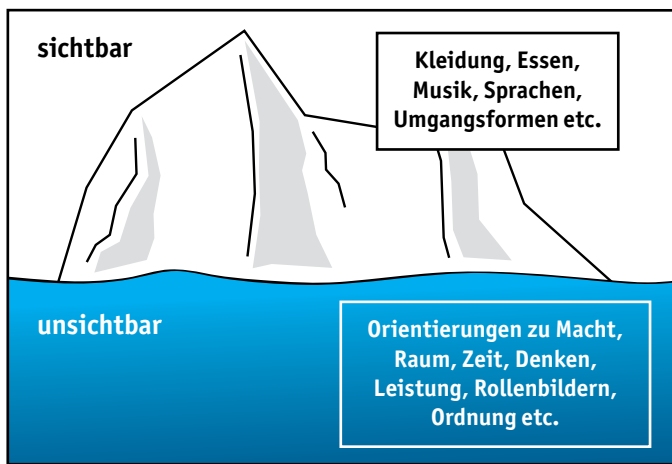 sichtbar
Kleidung, Essen,
Musik, Sprachen,
Umgangsformen etc.
unsichtbar
Orientierungen zu Macht,
Raum, Zeit, Denken,
Leistung, Rollenbildern,
Ordnung etc.